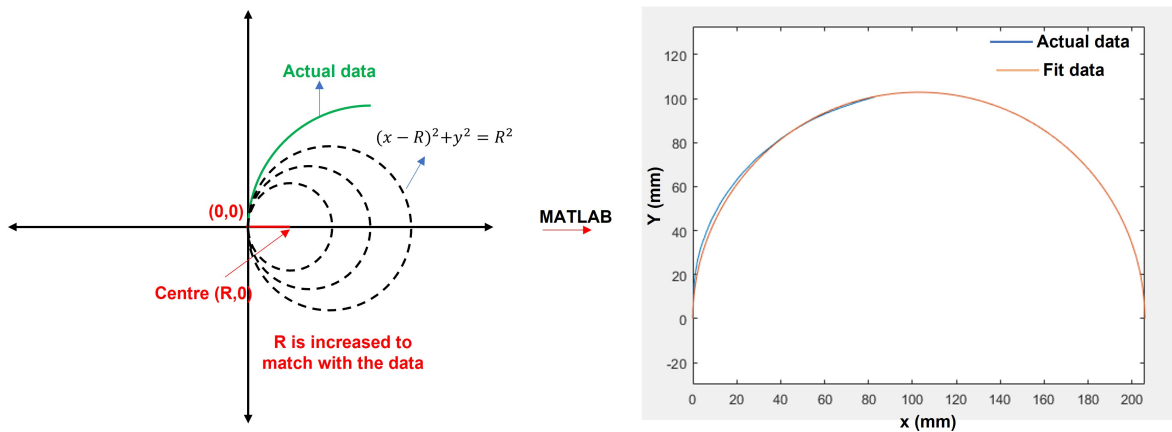 Actual data
(x − R)²+y² = R²
(0,0)
Centre (R,0)
R is increased to
match with the data
MATLAB
Actual data
Fit data
120
100
80
60
40
20
0
-20
Y (mm)
0 20 40 60 80 100 120 140 160 180 200
x (mm)